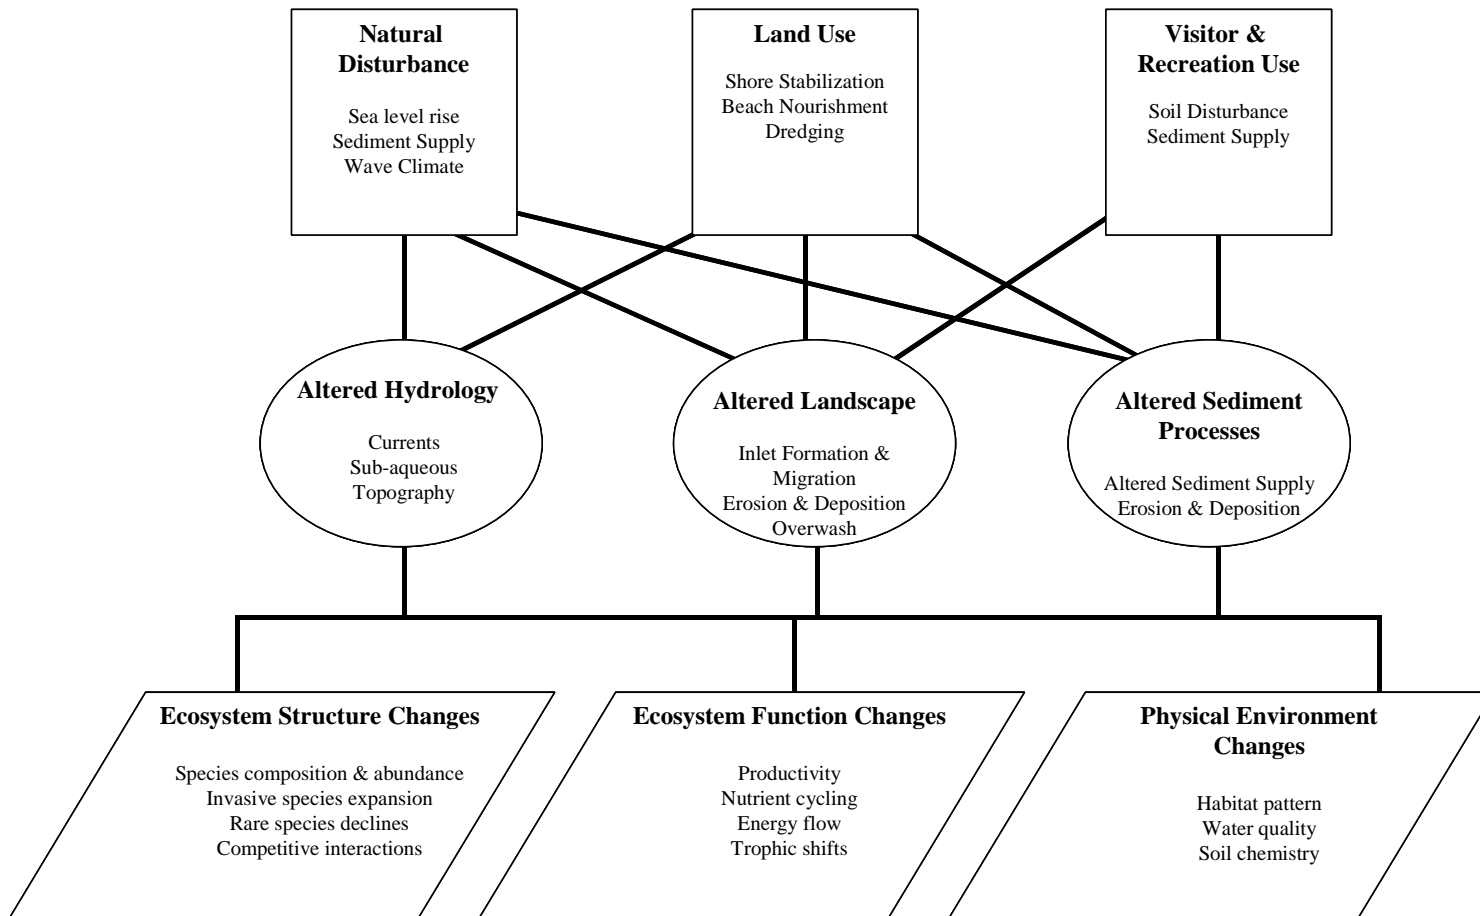 Natural
Disturbance
Sea level rise
Sediment Supply
Wave Climate
Land Use
Shore Stabilization
Beach Nourishment
Dredging
Visitor &
Recreation Use
Soil Disturbance
Sediment Supply
Altered Hydrology
Currents
Sub-aqueous
Topography
Altered Landscape
Inlet Formation &
Migration
Erosion & Deposition
Overwash
Altered Sediment
Processes
Altered Sediment Supply
Erosion & Deposition
Ecosystem Structure Changes
Species composition & abundance
Invasive species expansion
Rare species declines
Competitive interactions
Ecosystem Function Changes
Productivity
Nutrient cycling
Energy flow
Trophic shifts
Physical Environment
Changes
Habitat pattern
Water quality
Soil chemistry